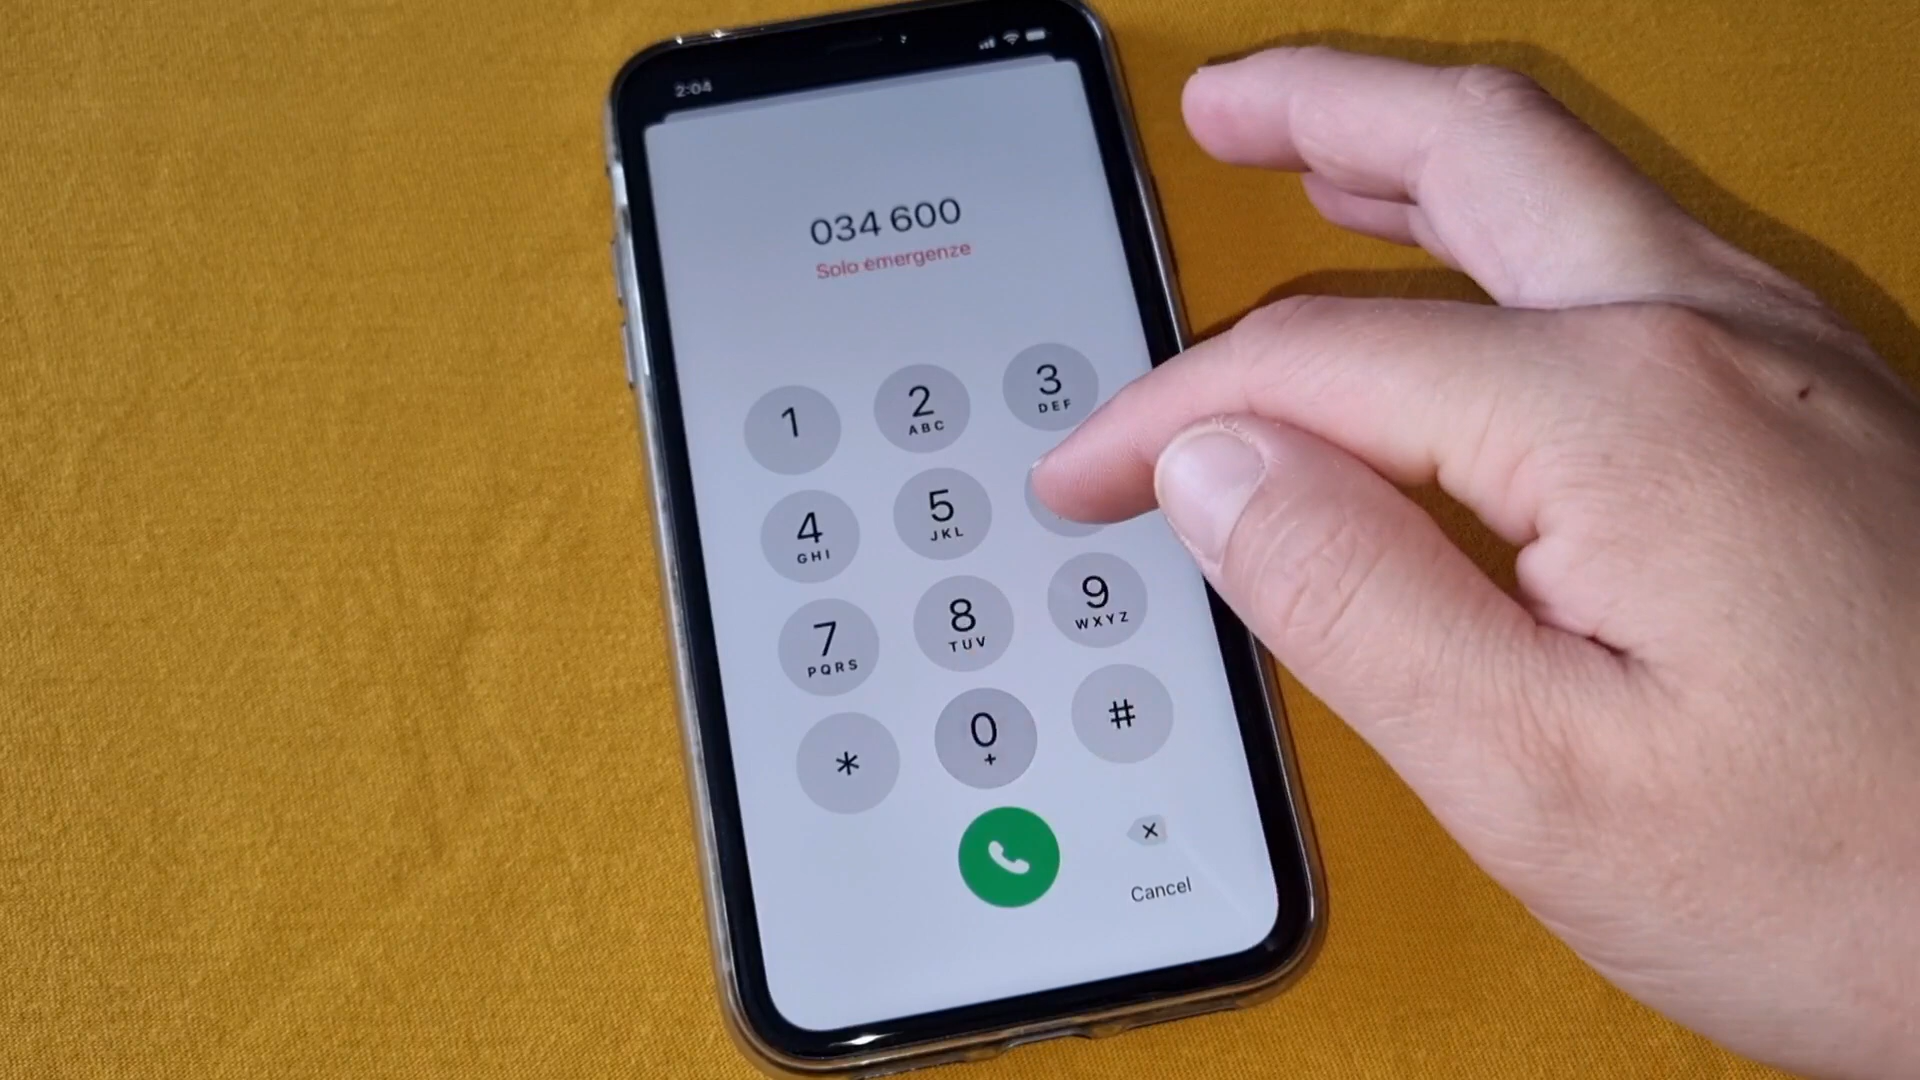 2:04
034 600
Solo emergenze
1
2
ABC
3
DEF
4
GHI
5
JKL
7
PQRS
8
TUV
9
WXYZ
*
0
+
#
Cancel